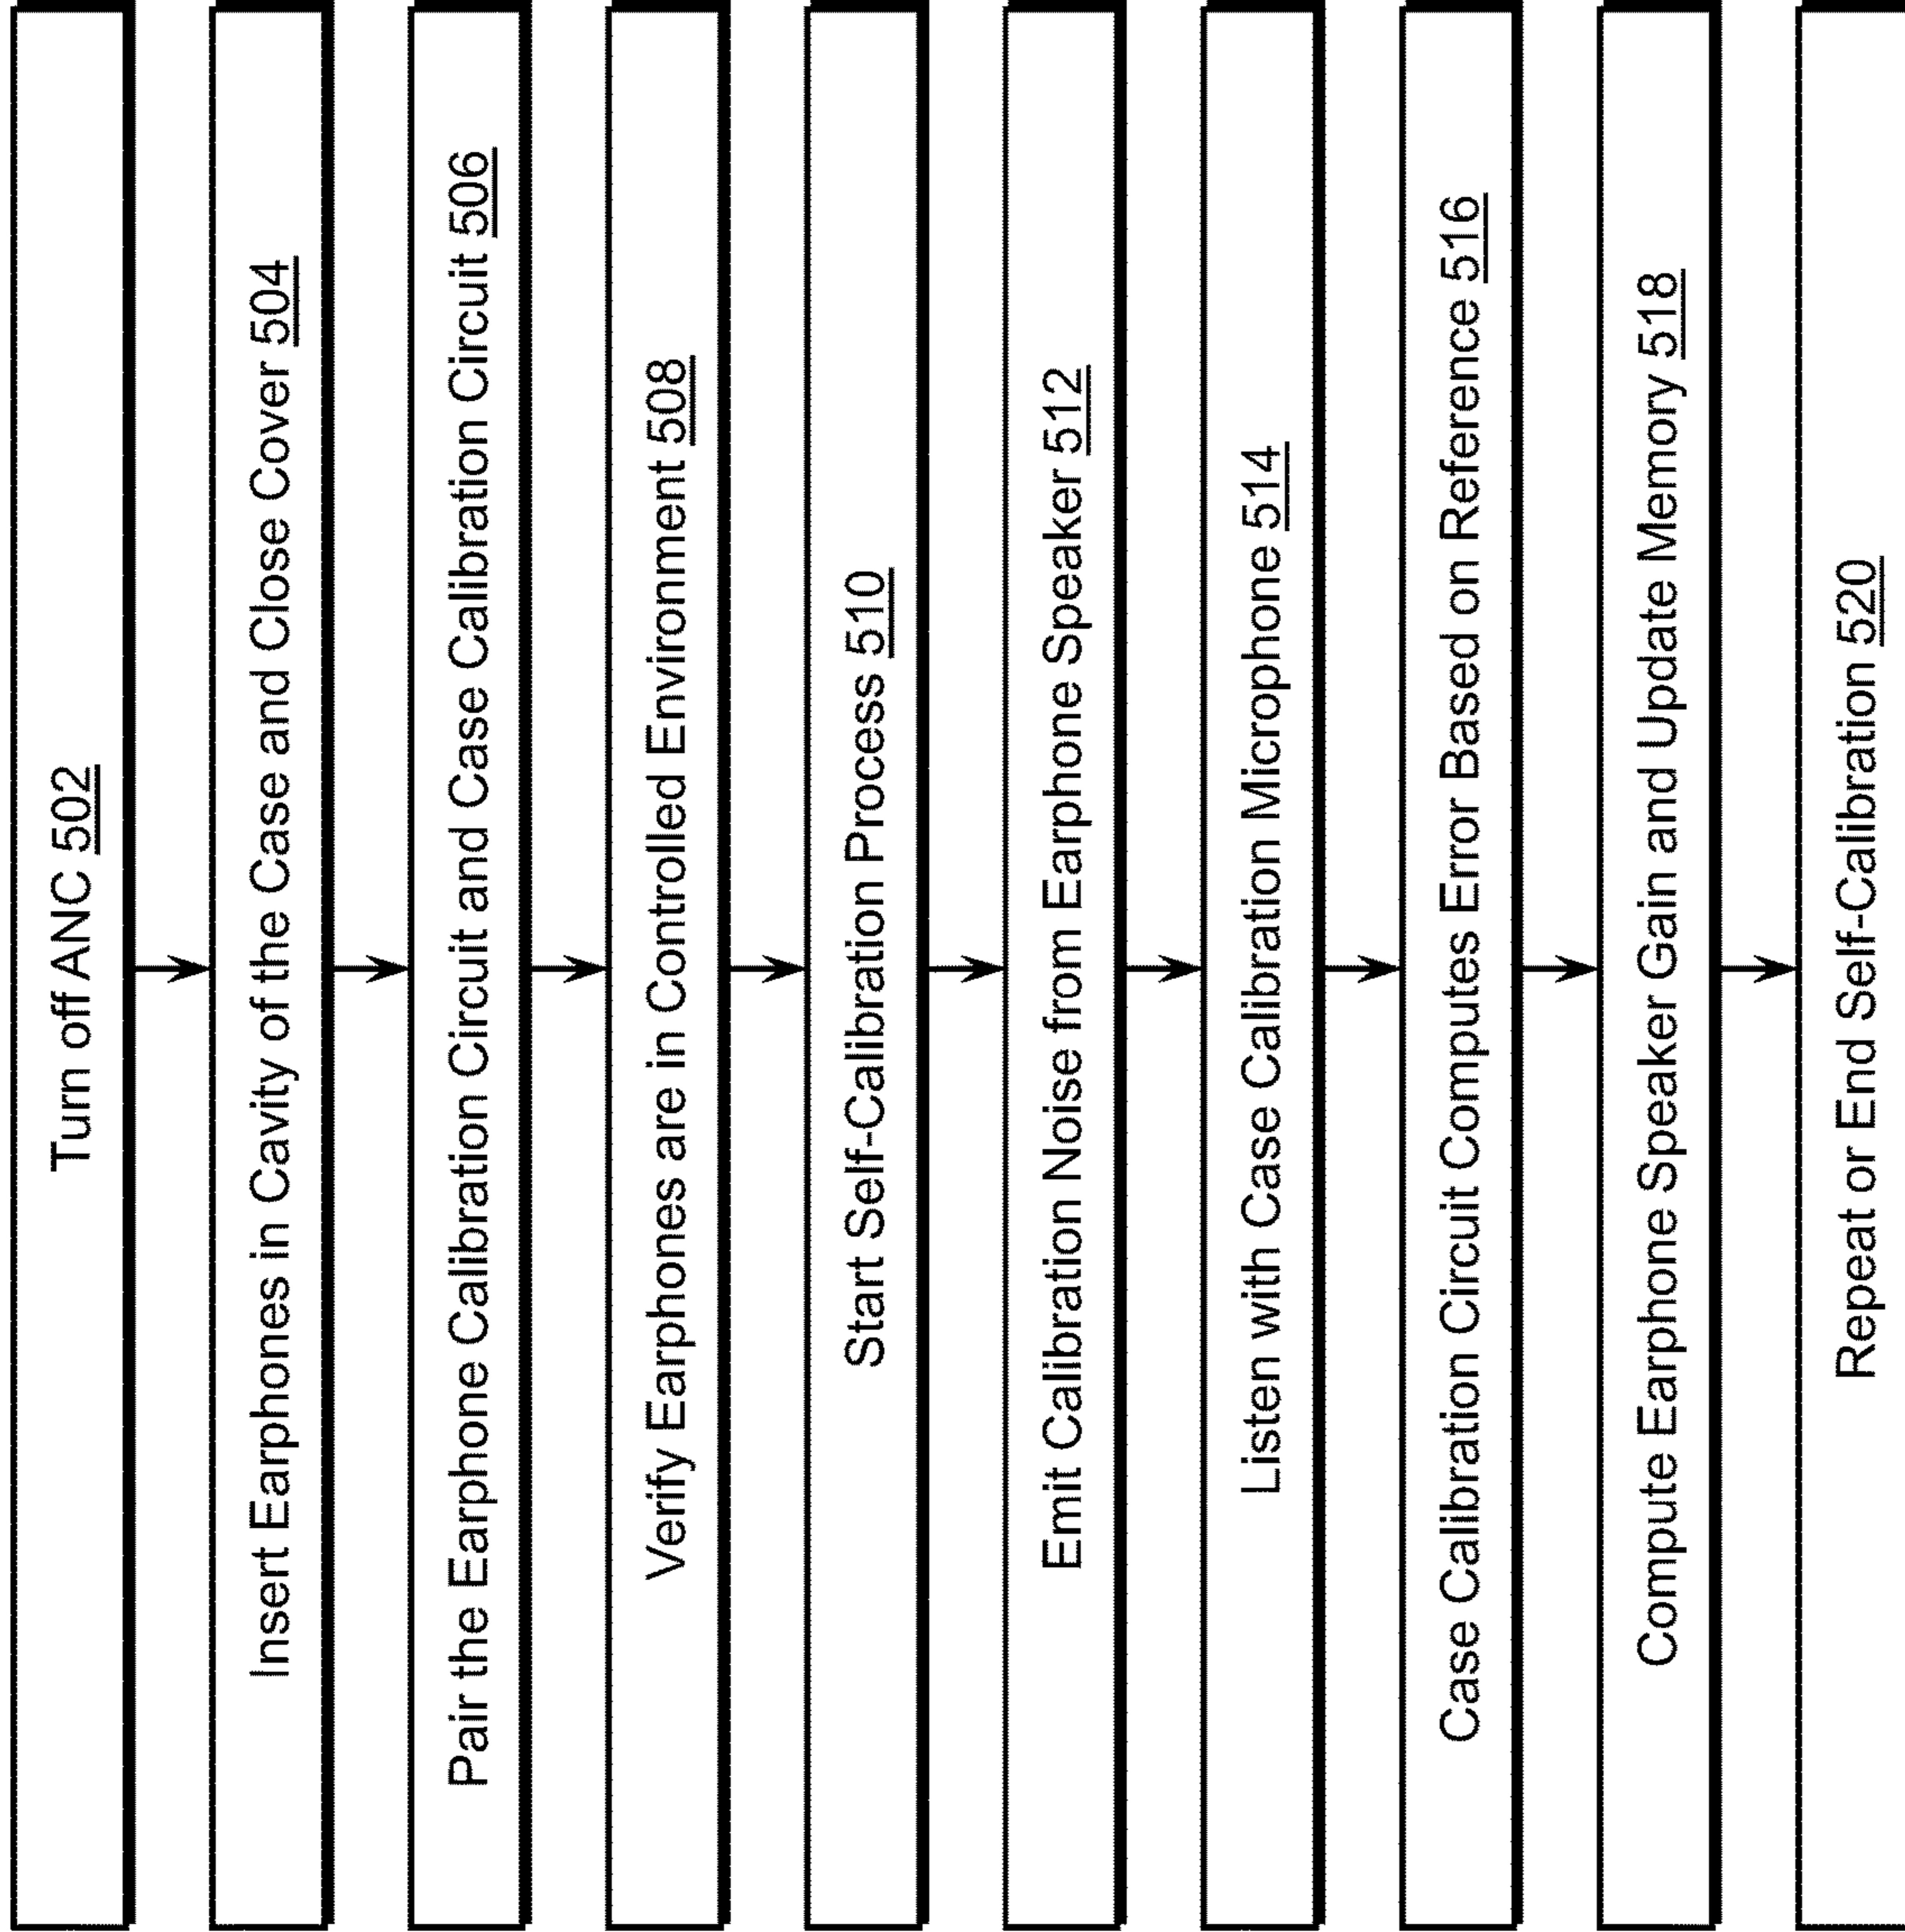 Turn off ANC 502
Insert Earphones in Cavity of the Case and Close Cover 504
Pair the Earphone Calibration Circuit and Case Calibration Circuit 506
Verify Earphones are in Controlled Environment 508
Start Self-Calibration Process 510
Emit Calibration Noise from Earphone Speaker 512
Listen with Case Calibration Microphone 514
Case Calibration Circuit Computes Error Based on Reference 516
Compute Earphone Speaker Gain and Update Memory 518
Repeat or End Self-Calibration 520